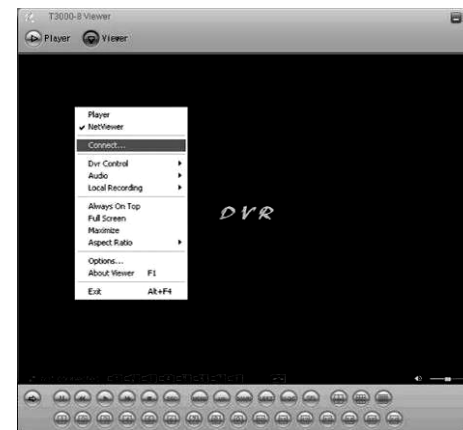 T3000-8 Viewer
Player Viewer
Player
NetViewer
Connect...
Dvr Control
Audio
Local Recording
Always On Top
Full Screen
Maximize
Aspect Ratio
Options...
About Viewer F1
Exit Alt+F4
DVR